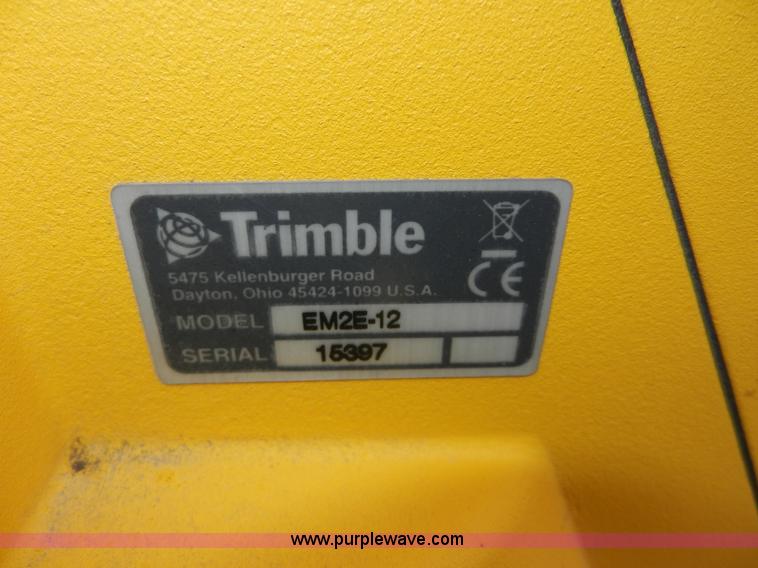 Trimble
5475 Kellenburger Road
Dayton, Ohio 45424-1099 U.S.A.
CE
MODEL EM2E-12
SERIAL 15397
www.purplewave.com